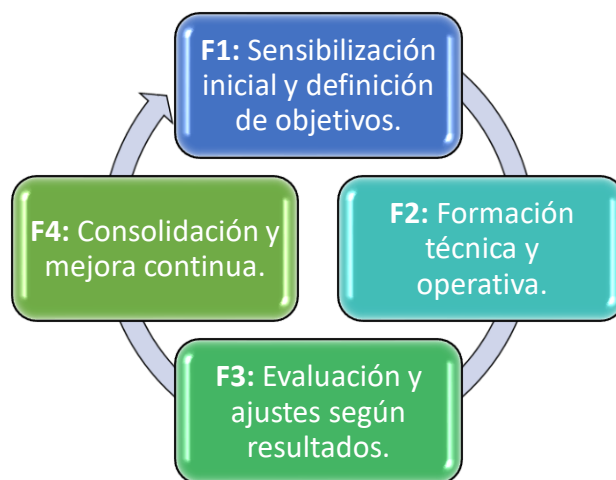 F1: Sensibilización
inicial y definición
de objetivos.
F2: Formación
técnica y
operativa.
F3: Evaluación y
ajustes según
resultados.
F4: Consolidación y
mejora continua.